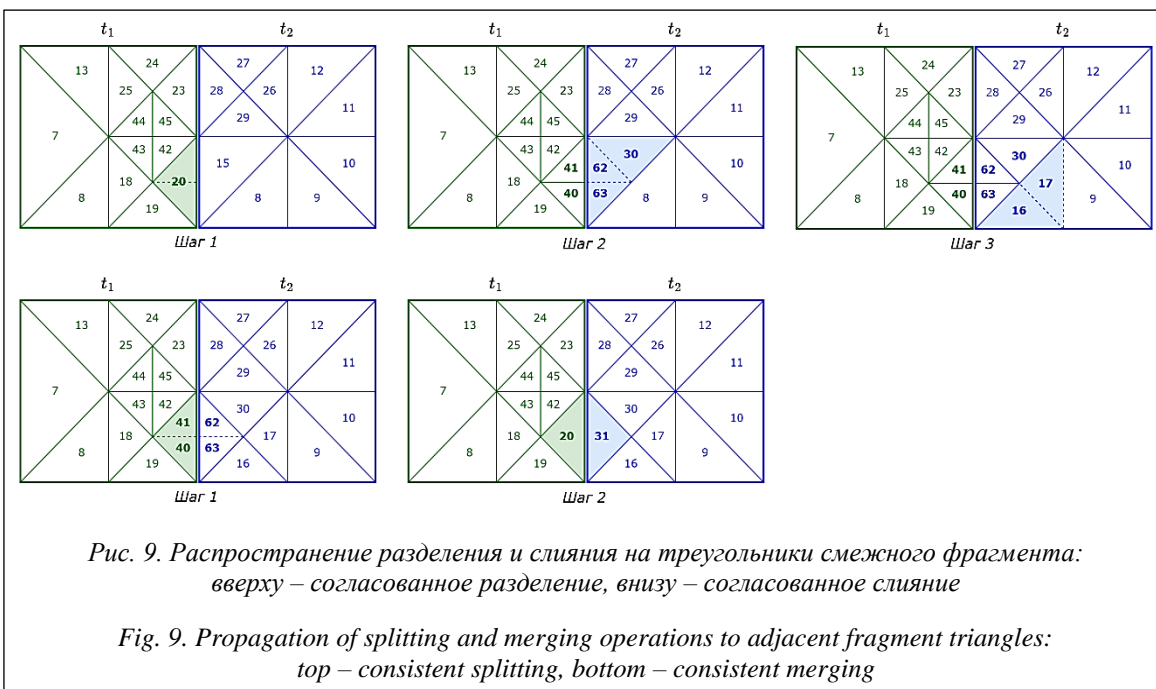 t₁ t₂ t₁ t₂ t₁ t₂
13 24 27 12 13 24 27 12 13 24 27 12
25 23 28 26 25 23 28 26 25 23 28 26
11 11 11
44 45 29 44 45 29 44 45 29
7 7 7
43 42 15 10 43 42 30 10 43 42 30 10
41 62 41 62
18 20 18 18 17
40 63 40 63
8 19 8 9 8 19 8 9 8 19 16 9
Шаг 1 Шаг 2 Шаг 3
t₁ t₂ t₁ t₂
13 24 27 12 13 24 27 12
25 23 28 26 25 23 28 26
11 11
44 45 29 44 45 29
7 7
43 42 30 10 43 42 30 10
41 62
18 17 18 20 31 17
40 63
8 19 16 9 8 19 16 9
Шаг 1 Шаг 2
Рис. 9. Распространение разделения и слияния на треугольники смежного фрагмента:
вверху – согласованное разделение, внизу – согласованное слияние
Fig. 9. Propagation of splitting and merging operations to adjacent fragment triangles:
top – consistent splitting, bottom – consistent merging